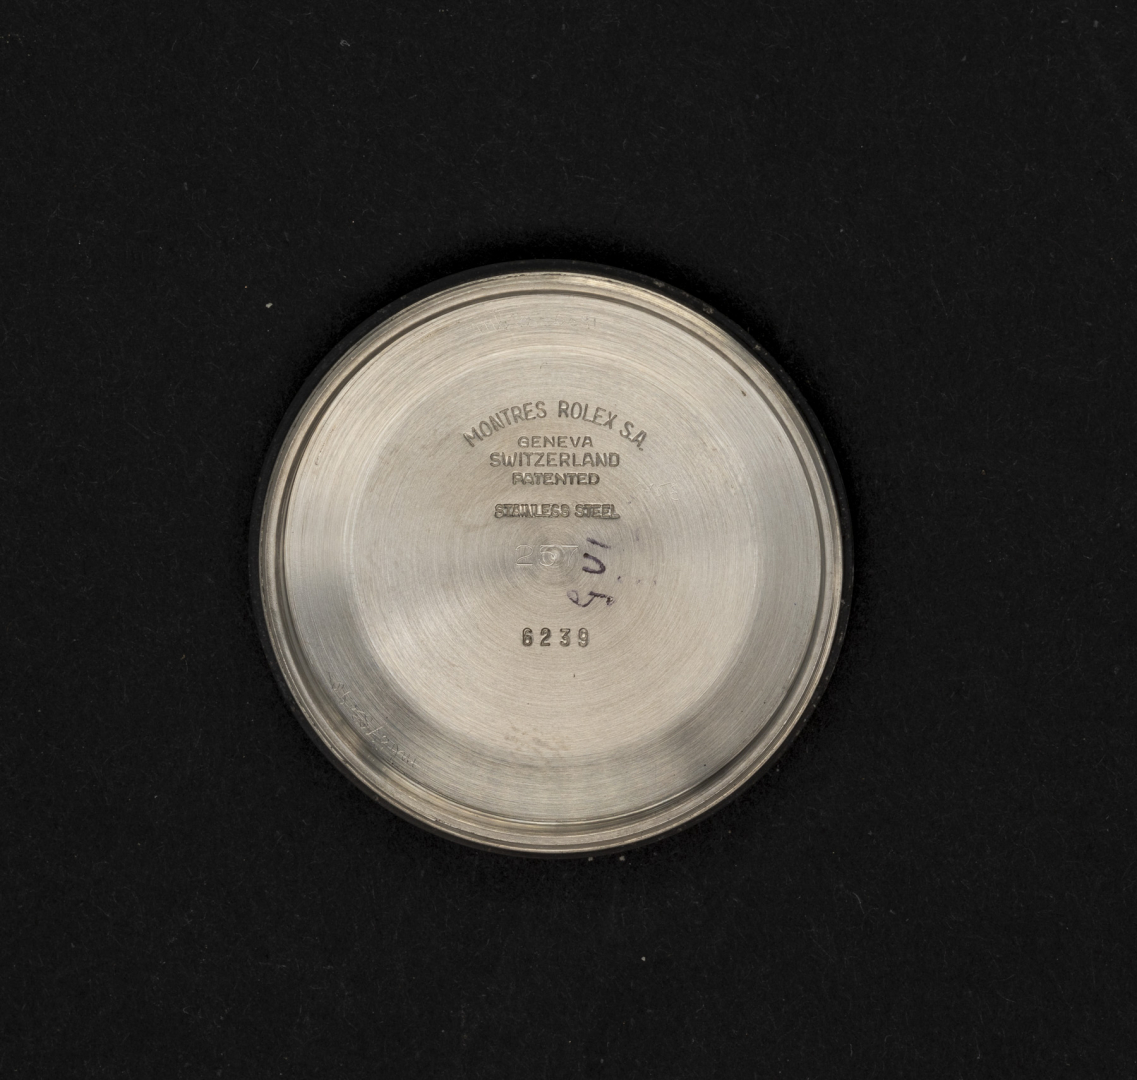 MONTRES ROLEX S.A.
GENEVA
SWITZERLAND
PATENTED
STAINLESS STEEL
6239